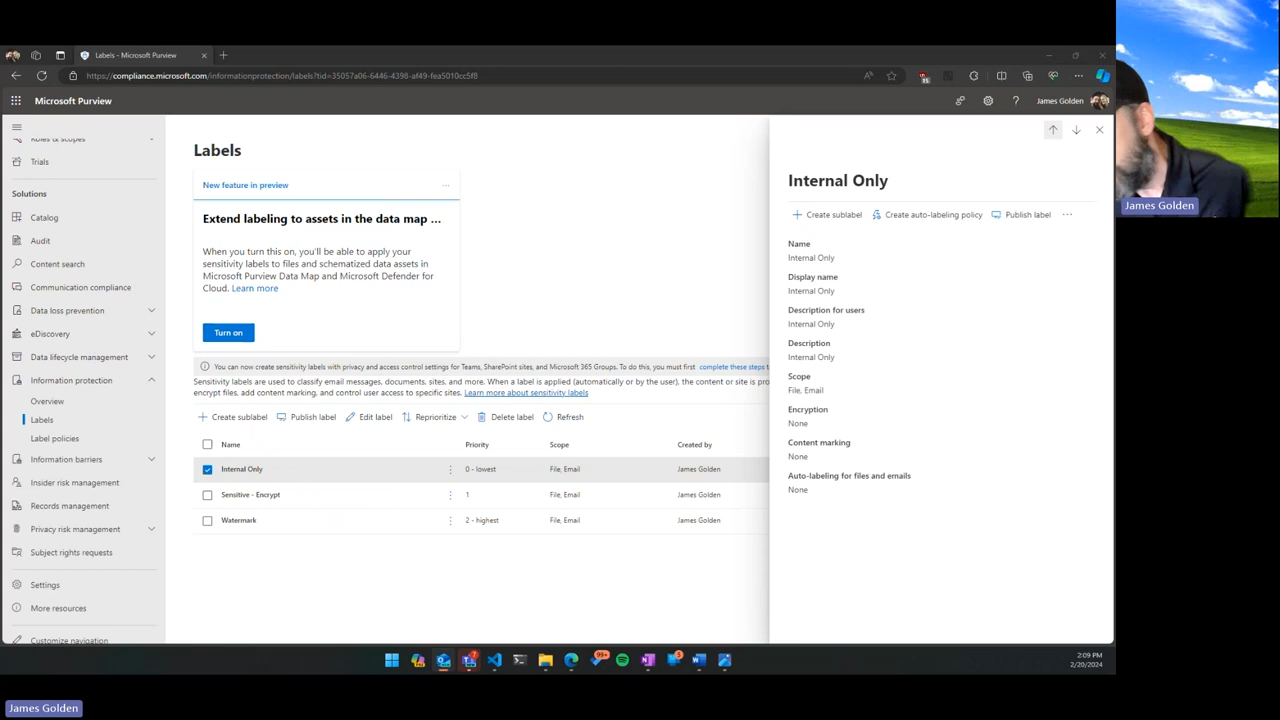 Labels - Microsoft Purview
https://compliance.microsoft.com/informationprotection/labels?tid=35057a06-6446-4398-af49-fea5010cc5f8
Microsoft Purview
James Golden
Roles & scopes
Trials
Solutions
Catalog
Audit
Content search
Communication compliance
Data loss prevention
eDiscovery
Data lifecycle management
Information protection
Overview
Labels
Label policies
Information barriers
Insider risk management
Records management
Privacy risk management
Subject rights requests
Settings
More resources
Customize navigation
Labels
New feature in preview
Extend labeling to assets in the data map ...
When you turn this on, you'll be able to apply your
sensitivity labels to files and schematized data assets in
Microsoft Purview Data Map and Microsoft Defender for
Cloud. Learn more
Turn on
You can now create sensitivity labels with privacy and access control settings for Teams, SharePoint sites, and Microsoft 365 Groups. To do this, you must first complete these steps t
Sensitivity labels are used to classify email messages, documents, sites, and more. When a label is applied (automatically or by the user), the content or site is pro
encrypt files, add content marking, and control user access to specific sites. Learn more about sensitivity labels
Create sublabel Publish label Edit label Reprioritize Delete label Refresh
Name Priority Scope Created by
Internal Only 0 - lowest File, Email James Golden
Sensitive - Encrypt 1 File, Email James Golden
Watermark 2 - highest File, Email James Golden
Internal Only
Create sublabel Create auto-labeling policy Publish label
Name
Internal Only
Display name
Internal Only
Description for users
Internal Only
Description
Internal Only
Scope
File, Email
Encryption
None
Content marking
None
Auto-labeling for files and emails
None
James Golden
99+
2:09 PM
2/20/2024
James Golden